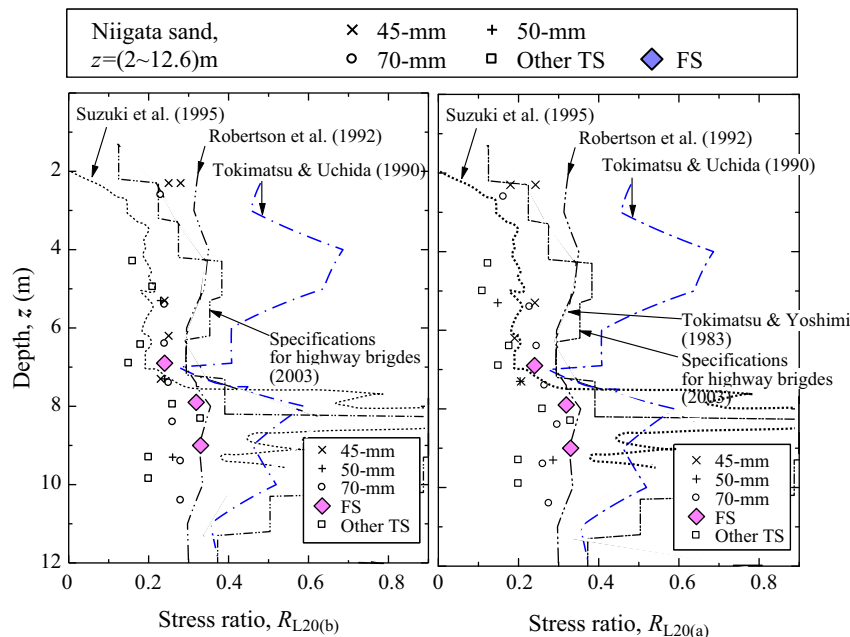 Niigata sand,
z=(2~12.6)m
45-mm
50-mm
70-mm
Other TS
FS
Suzuki et al. (1995)
Robertson et al. (1992)
Tokimatsu & Uchida
(1990)
Specifications
for highway brigdes
(2003)
45-mm
50-mm
70-mm
FS
Other TS
2
4
6
8
10
12
Depth, z (m)
0
0.2
0.4
0.6
0.8
Stress ratio, RL20(b)
Suzuki et al. (1995)
Robertson et al. (1992)
Tokimatsu & Uchida
(1990)
Tokimatsu & Yoshimi
(1983)
Specifications
for highway brigdes
(2003)
45-mm
50-mm
70-mm
FS
Other TS
0
0.2
0.4
0.6
0.8
Stress ratio, RL20(a)